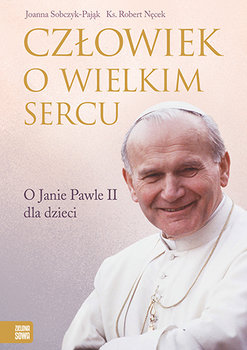 Joanna Sobczyk-Pająk Ks. Robert Nęcek
CZŁOWIEK
O WIELKIM
SERCU
O Janie Pawle II
dla dzieci
ZIELONA
SOWA